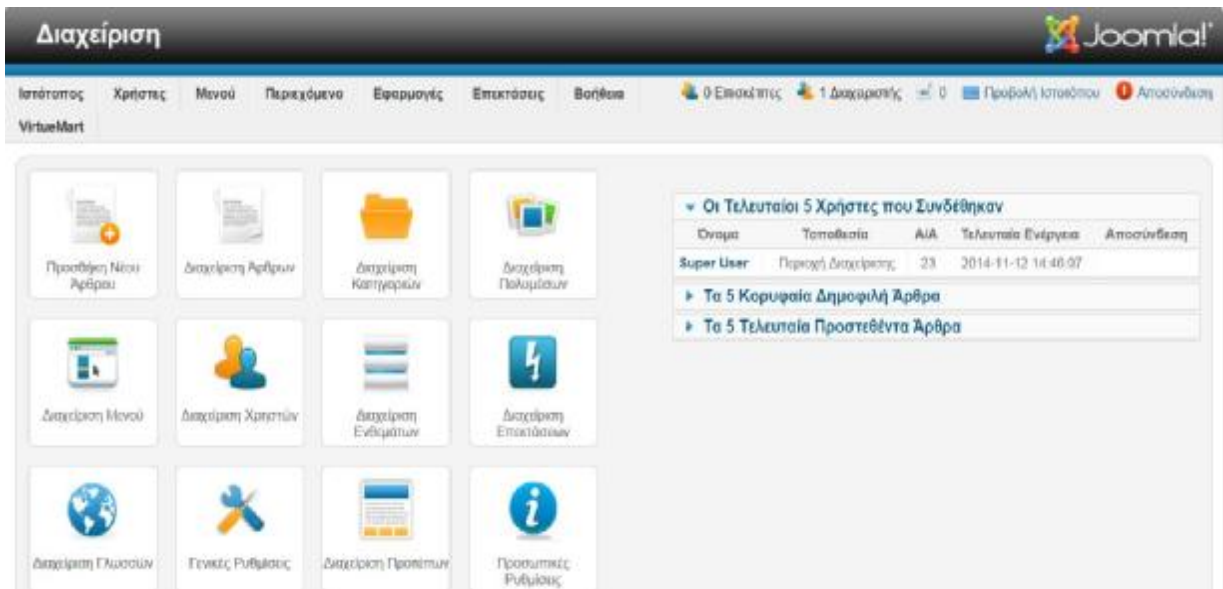 Διαχείριση
Joomla!
Ιστότοπος Χρήστες Μενού Περιεχόμενο Εφαρμογές Επεκτάσεις Βοήθεια 0 Επισκέπτες 1 Διαχειριστής 0 Προβολή Ιστοτόπου Αποσύνδεση
VirtueMart
Προσθήκη Νέου Άρθρου
Διαχείριση Άρθρων
Διαχείριση Κατηγοριών
Διαχείριση Πολυμέσων
Διαχείριση Μενού
Διαχείριση Χρηστών
Διαχείριση Ενθεμάτων
Διαχείριση Επεκτάσεων
Διαχείριση Γλωσσών
Γενικές Ρυθμίσεις
Διαχείριση Προτύπων
Προσωπικές Ρυθμίσεις
Οι Τελευταίοι 5 Χρήστες που Συνδέθηκαν
Όνομα Τοποθεσία Α/Α Τελευταία Ενέργεια Αποσύνδεση
Super User Περιοχή Διαχείρισης 23 2014-11-12 14:46:07
Τα 5 Κορυφαία Δημοφιλή Άρθρα
Τα 5 Τελευταία Προστεθέντα Άρθρα